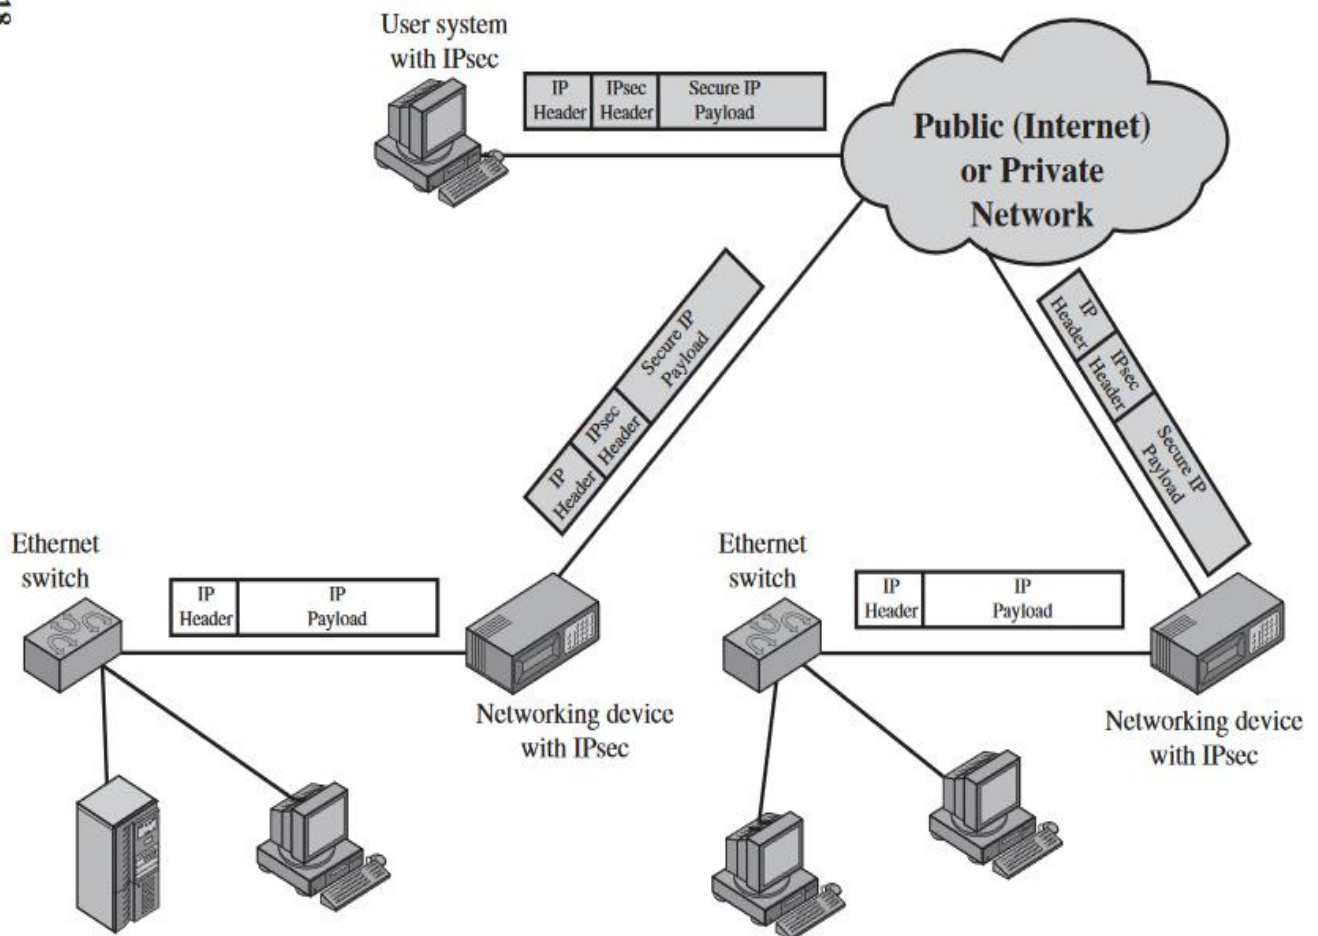 18
User system
with IPsec
IP
Header
IPsec
Header
Secure IP
Payload
Public (Internet)
or Private
Network
IP
Header
IPsec
Header
Secure IP
Payload
IP
Header
IPsec
Header
Secure IP
Payload
Ethernet
switch
IP
Header
IP
Payload
Networking device
with IPsec
Ethernet
switch
IP
Header
IP
Payload
Networking device
with IPsec